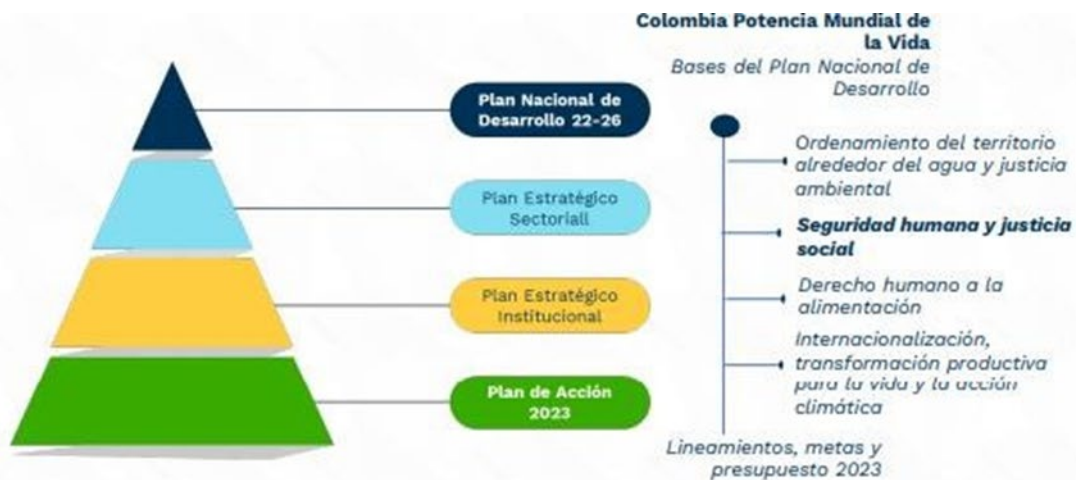 Plan Nacional de
Desarrollo 22-26
Plan Estratégico
Sectoriall
Plan Estratégico
Institucional
Plan de Acción
2023
Colombia Potencia Mundial de
la Vida
Bases del Plan Nacional de
Desarrollo
Ordenamiento del territorio
alrededor del agua y justicia
ambiental
Seguridad humana y justicia
social
Derecho humano a la
alimentación
Internacionalización,
transformación productiva
para la vida y la acción
climática
Lineamientos, metas y
presupuesto 2023